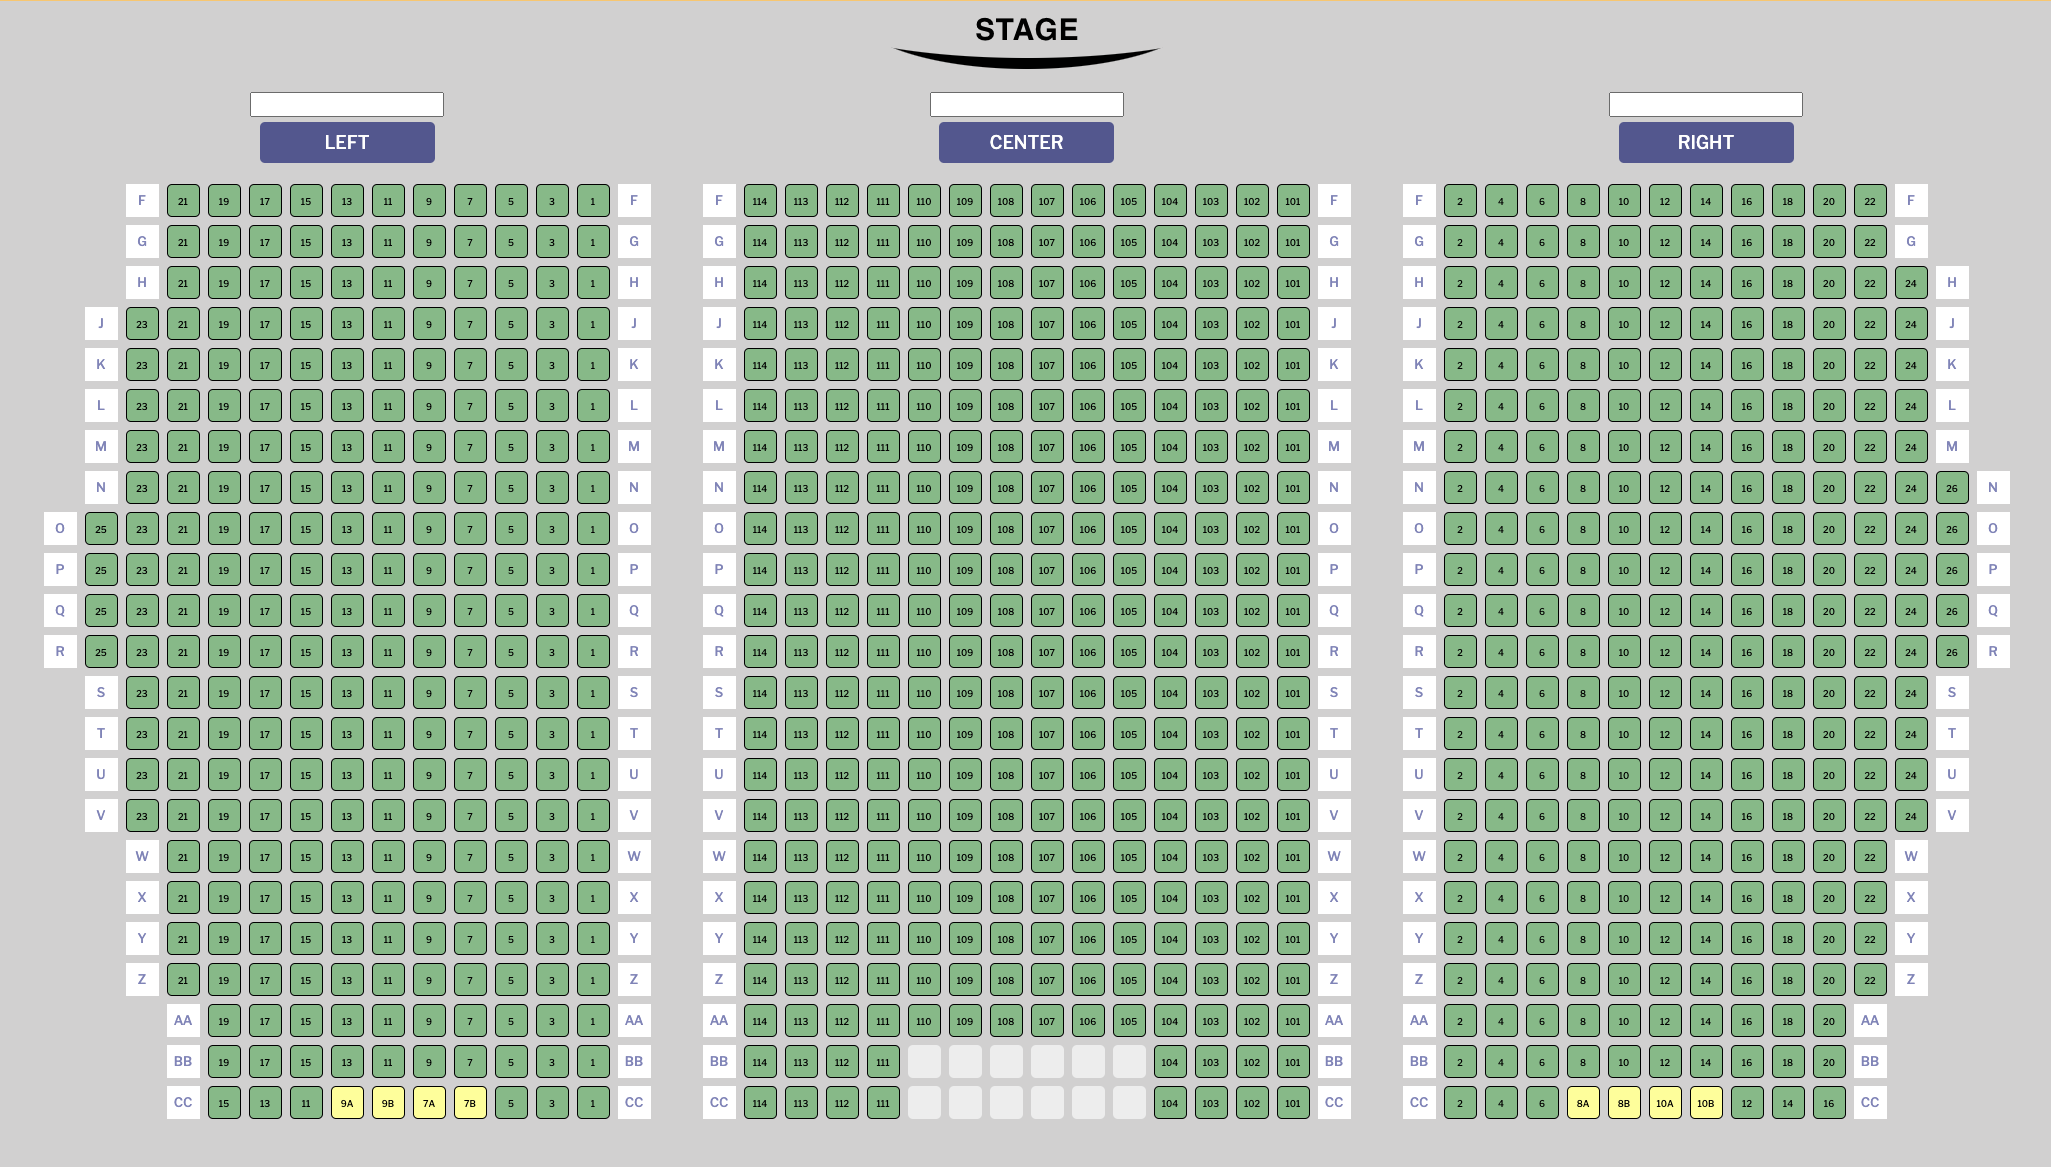 STAGE
LEFT CENTER RIGHT
F 21 19 17 15 13 11 9 7 5 3 1 F F 114 113 112 111 110 109 108 107 106 105 104 103 102 101 F F 2 4 6 8 10 12 14 16 18 20 22 F
G 21 19 17 15 13 11 9 7 5 3 1 G G 114 113 112 111 110 109 108 107 106 105 104 103 102 101 G G 2 4 6 8 10 12 14 16 18 20 22 G
H 21 19 17 15 13 11 9 7 5 3 1 H H 114 113 112 111 110 109 108 107 106 105 104 103 102 101 H H 2 4 6 8 10 12 14 16 18 20 22 24 H
J 23 21 19 17 15 13 11 9 7 5 3 1 J J 114 113 112 111 110 109 108 107 106 105 104 103 102 101 J J 2 4 6 8 10 12 14 16 18 20 22 24 J
K 23 21 19 17 15 13 11 9 7 5 3 1 K K 114 113 112 111 110 109 108 107 106 105 104 103 102 101 K K 2 4 6 8 10 12 14 16 18 20 22 24 K
L 23 21 19 17 15 13 11 9 7 5 3 1 L L 114 113 112 111 110 109 108 107 106 105 104 103 102 101 L L 2 4 6 8 10 12 14 16 18 20 22 24 L
M 23 21 19 17 15 13 11 9 7 5 3 1 M M 114 113 112 111 110 109 108 107 106 105 104 103 102 101 M M 2 4 6 8 10 12 14 16 18 20 22 24 M
N 23 21 19 17 15 13 11 9 7 5 3 1 N N 114 113 112 111 110 109 108 107 106 105 104 103 102 101 N N 2 4 6 8 10 12 14 16 18 20 22 24 26 N
O 25 23 21 19 17 15 13 11 9 7 5 3 1 O O 114 113 112 111 110 109 108 107 106 105 104 103 102 101 O O 2 4 6 8 10 12 14 16 18 20 22 24 26 O
P 25 23 21 19 17 15 13 11 9 7 5 3 1 P P 114 113 112 111 110 109 108 107 106 105 104 103 102 101 P P 2 4 6 8 10 12 14 16 18 20 22 24 26 P
Q 25 23 21 19 17 15 13 11 9 7 5 3 1 Q Q 114 113 112 111 110 109 108 107 106 105 104 103 102 101 Q Q 2 4 6 8 10 12 14 16 18 20 22 24 26 Q
R 25 23 21 19 17 15 13 11 9 7 5 3 1 R R 114 113 112 111 110 109 108 107 106 105 104 103 102 101 R R 2 4 6 8 10 12 14 16 18 20 22 24 26 R
S 23 21 19 17 15 13 11 9 7 5 3 1 S S 114 113 112 111 110 109 108 107 106 105 104 103 102 101 S S 2 4 6 8 10 12 14 16 18 20 22 24 S
T 23 21 19 17 15 13 11 9 7 5 3 1 T T 114 113 112 111 110 109 108 107 106 105 104 103 102 101 T T 2 4 6 8 10 12 14 16 18 20 22 24 T
U 23 21 19 17 15 13 11 9 7 5 3 1 U U 114 113 112 111 110 109 108 107 106 105 104 103 102 101 U U 2 4 6 8 10 12 14 16 18 20 22 24 U
V 23 21 19 17 15 13 11 9 7 5 3 1 V V 114 113 112 111 110 109 108 107 106 105 104 103 102 101 V V 2 4 6 8 10 12 14 16 18 20 22 24 V
W 21 19 17 15 13 11 9 7 5 3 1 W W 114 113 112 111 110 109 108 107 106 105 104 103 102 101 W W 2 4 6 8 10 12 14 16 18 20 22 W
X 21 19 17 15 13 11 9 7 5 3 1 X X 114 113 112 111 110 109 108 107 106 105 104 103 102 101 X X 2 4 6 8 10 12 14 16 18 20 22 X
Y 21 19 17 15 13 11 9 7 5 3 1 Y Y 114 113 112 111 110 109 108 107 106 105 104 103 102 101 Y Y 2 4 6 8 10 12 14 16 18 20 22 Y
Z 21 19 17 15 13 11 9 7 5 3 1 Z Z 114 113 112 111 110 109 108 107 106 105 104 103 102 101 Z Z 2 4 6 8 10 12 14 16 18 20 22 Z
AA 19 17 15 13 11 9 7 5 3 1 AA AA 114 113 112 111 110 109 108 107 106 105 104 103 102 101 AA AA 2 4 6 8 10 12 14 16 18 20 AA
BB 19 17 15 13 11 9 7 5 3 1 BB BB 114 113 112 111 104 103 102 101 BB BB 2 4 6 8 10 12 14 16 18 20 BB
CC 15 13 11 9A 9B 7A 7B 5 3 1 CC CC 114 113 112 111 104 103 102 101 CC CC 2 4 6 8A 8B 10A 10B 12 14 16 CC